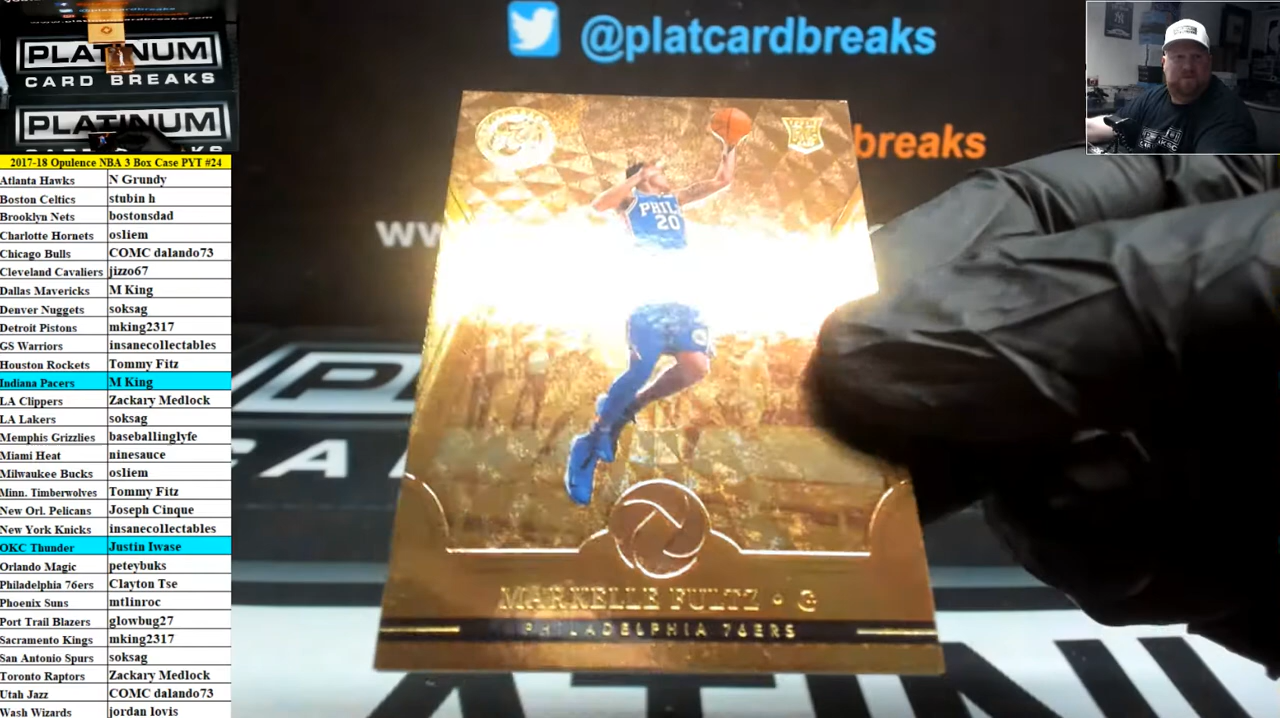 PLATINUM
CARD BREAKS
PLATINUM
2017-18 Opulence NBA 3 Box Case PYT #24
Atlanta Hawks N Grundy
Boston Celtics stubin h
Brooklyn Nets bostonsdad
Charlotte Hornets osliem
Chicago Bulls COMC dalando73
Cleveland Cavaliers jizzo67
Dallas Mavericks M King
Denver Nuggets soksag
Detroit Pistons mking2317
GS Warriors insanecollectables
Houston Rockets Tommy Fitz
Indiana Pacers M King
LA Clippers Zackary Medlock
LA Lakers soksag
Memphis Grizzlies baseballinglyfe
Miami Heat ninesauce
Milwaukee Bucks osliem
Minn. Timberwolves Tommy Fitz
New Orl. Pelicans Joseph Cinque
New York Knicks insanecollectables
OKC Thunder Justin Iwase
Orlando Magic peteybuks
Philadelphia 76ers Clayton Tse
Phoenix Suns mtlinroc
Port Trail Blazers glowbug27
Sacramento Kings mking2317
San Antonio Spurs soksag
Toronto Raptors Zackary Medlock
Utah Jazz COMC dalando73
Wash Wizards jordan lovis
@platcardbreaks
breaks
ww
PHIL
20
MARKELLE FULTZ • G
PHILADELPHIA 76ERS